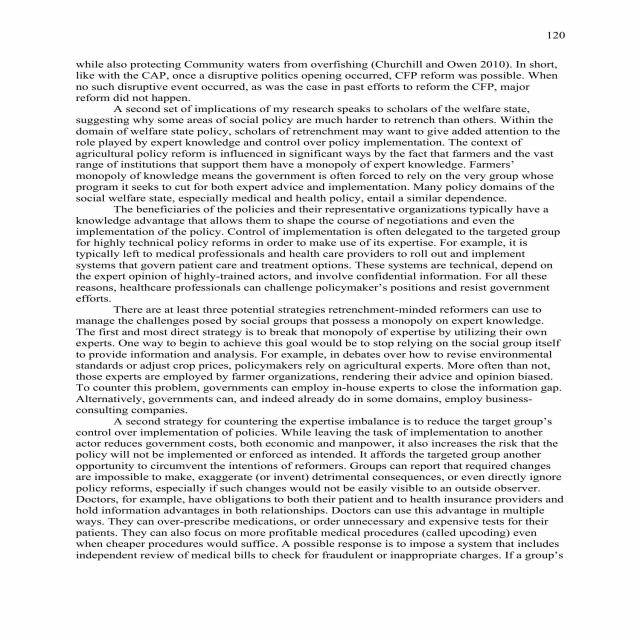 120
while also protecting Community waters from overfishing (Churchill and Owen 2010). In short,
like with the CAP, once a disruptive politics opening occurred, CFP reform was possible. When
no such disruptive event occurred, as was the case in past efforts to reform the CFP, major
reform did not happen.
A second set of implications of my research speaks to scholars of the welfare state,
suggesting why some areas of social policy are much harder to retrench than others. Within the
domain of welfare state policy, scholars of retrenchment may want to give added attention to the
role played by expert knowledge and control over policy implementation. The context of
agricultural policy reform is influenced in significant ways by the fact that farmers and the vast
range of institutions that support them have a monopoly of expert knowledge. Farmers'
monopoly of knowledge means the government is often forced to rely on the very group whose
program it seeks to cut for both expert advice and implementation. Many policy domains of the
social welfare state, especially medical and health policy, entail a similar dependence.
The beneficiaries of the policies and their representative organizations typically have a
knowledge advantage that allows them to shape the course of negotiations and even the
implementation of the policy. Control of implementation is often delegated to the targeted group
for highly technical policy reforms in order to make use of its expertise. For example, it is
typically left to medical professionals and health care providers to roll out and implement
systems that govern patient care and treatment options. These systems are technical, depend on
the expert opinion of highly-trained actors, and involve confidential information. For all these
reasons, healthcare professionals can challenge policymaker's positions and resist government
efforts.
There are at least three potential strategies retrenchment-minded reformers can use to
manage the challenges posed by social groups that possess a monopoly on expert knowledge.
The first and most direct strategy is to break that monopoly of expertise by utilizing their own
experts. One way to begin to achieve this goal would be to stop relying on the social group itself
to provide information and analysis. For example, in debates over how to revise environmental
standards or adjust crop prices, policymakers rely on agricultural experts. More often than not,
those experts are employed by farmer organizations, rendering their advice and opinion biased.
To counter this problem, governments can employ in-house experts to close the information gap.
Alternatively, governments can, and indeed already do in some domains, employ business-
consulting companies.
A second strategy for countering the expertise imbalance is to reduce the target group's
control over implementation of policies. While leaving the task of implementation to another
actor reduces government costs, both economic and manpower, it also increases the risk that the
policy will not be implemented or enforced as intended. It affords the targeted group another
opportunity to circumvent the intentions of reformers. Groups can report that required changes
are impossible to make, exaggerate (or invent) detrimental consequences, or even directly ignore
policy reforms, especially if such changes would not be easily visible to an outside observer.
Doctors, for example, have obligations to both their patient and to health insurance providers and
hold information advantages in both relationships. Doctors can use this advantage in multiple
ways. They can over-prescribe medications, or order unnecessary and expensive tests for their
patients. They can also focus on more profitable medical procedures (called upcoding) even
when cheaper procedures would suffice. A possible response is to impose a system that includes
independent review of medical bills to check for fraudulent or inappropriate charges. If a group's